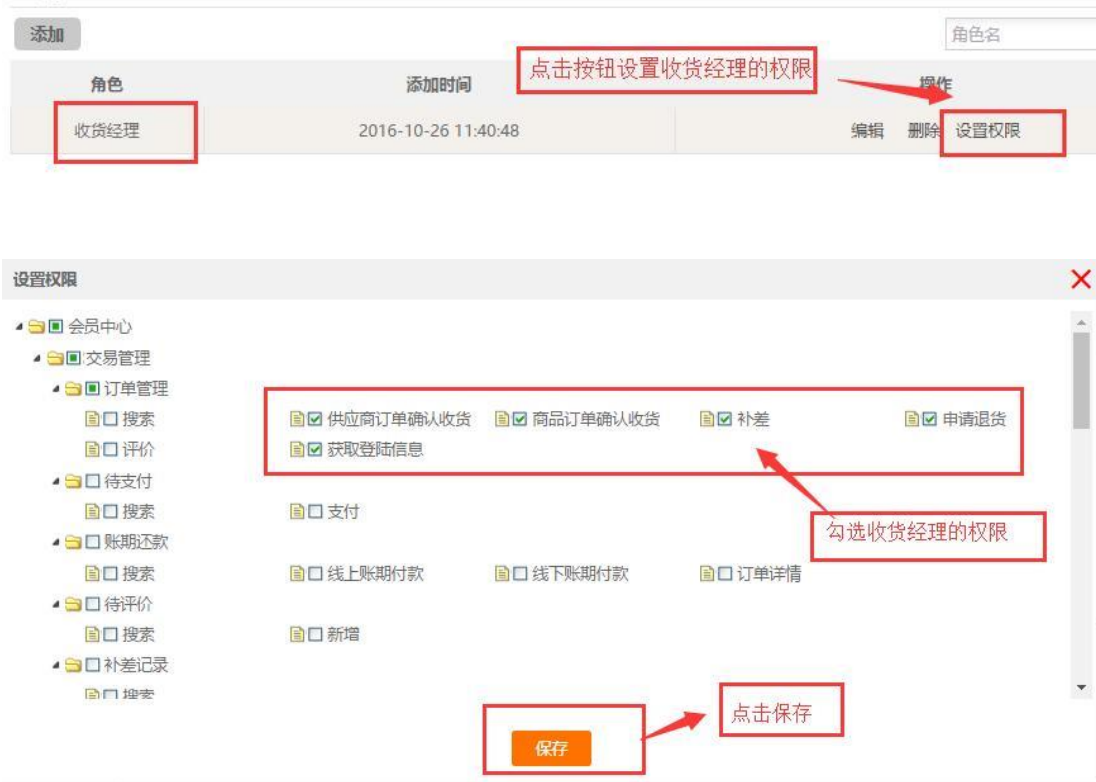 添加
角色名
点击按钮设置收货经理的权限
角色 添加时间 操作
收货经理 2016-10-26 11:40:48 编辑 删除 设置权限
设置权限
会员中心
交易管理
订单管理
搜索 供应商订单确认收货 商品订单确认收货 补差 申请退货
评价 获取登陆信息
待支付
搜索 支付
勾选收货经理的权限
账期还款
搜索 线上账期付款 线下账期付款 订单详情
待评价
搜索 新增
补差记录
搜索
点击保存
保存